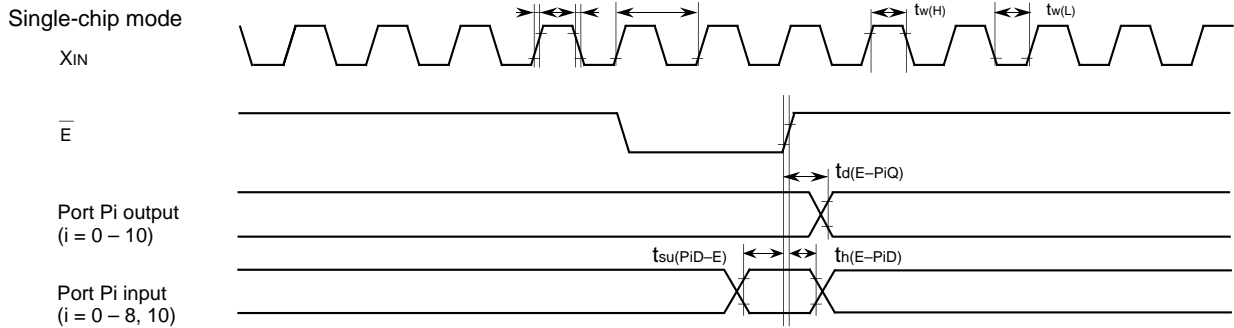 Single-chip mode
tw(H)
tw(L)
XIN
E
td(E–PiQ)
Port Pi output
(i = 0 – 10)
tsu(PiD–E)
th(E–PiD)
Port Pi input
(i = 0 – 8, 10)